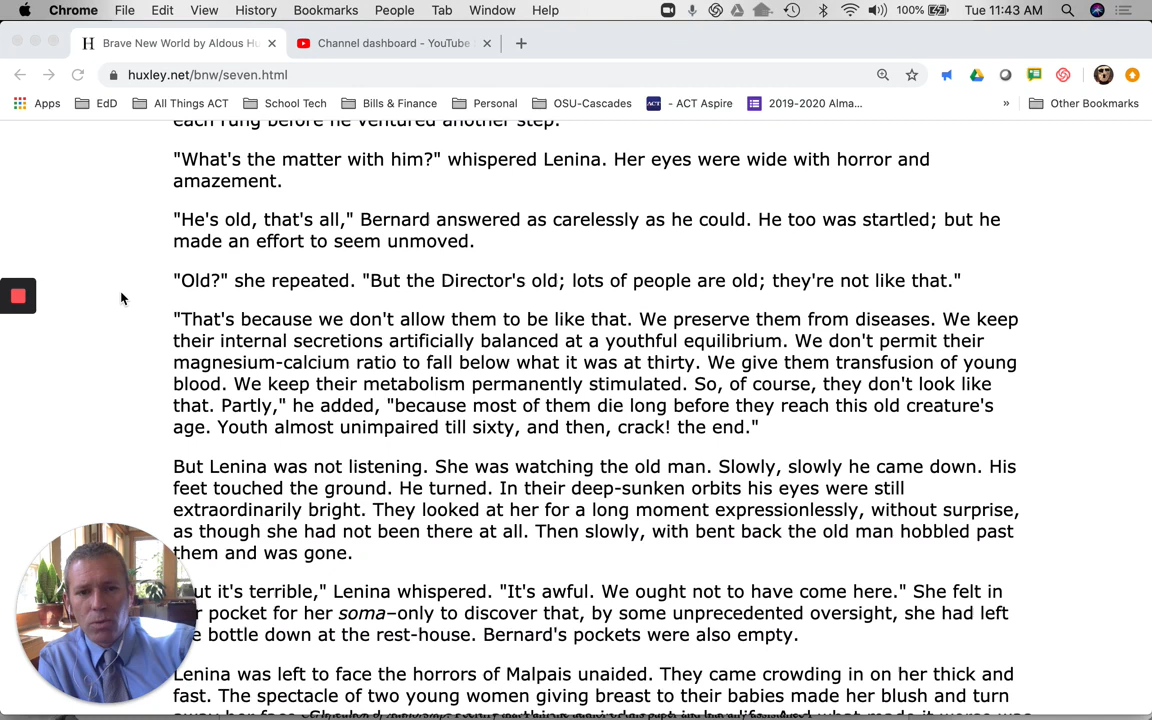 Chrome File Edit View History Bookmarks People Tab Window Help 100% Tue 11:43 AM
H Brave New World by Aldous Hu Channel dashboard - YouTube
huxley.net/bnw/seven.html
Apps EdD All Things ACT School Tech Bills & Finance Personal OSU-Cascades ACT - ACT Aspire 2019-2020 Alma... » Other Bookmarks
each rung before he ventured another step.
"What's the matter with him?" whispered Lenina. Her eyes were wide with horror and
amazement.
"He's old, that's all," Bernard answered as carelessly as he could. He too was startled; but he
made an effort to seem unmoved.
"Old?" she repeated. "But the Director's old; lots of people are old; they're not like that."
"That's because we don't allow them to be like that. We preserve them from diseases. We keep
their internal secretions artificially balanced at a youthful equilibrium. We don't permit their
magnesium-calcium ratio to fall below what it was at thirty. We give them transfusion of young
blood. We keep their metabolism permanently stimulated. So, of course, they don't look like
that. Partly," he added, "because most of them die long before they reach this old creature's
age. Youth almost unimpaired till sixty, and then, crack! the end."
But Lenina was not listening. She was watching the old man. Slowly, slowly he came down. His
feet touched the ground. He turned. In their deep-sunken orbits his eyes were still
extraordinarily bright. They looked at her for a long moment expressionlessly, without surprise,
as though she had not been there at all. Then slowly, with bent back the old man hobbled past
them and was gone.
ut it's terrible," Lenina whispered. "It's awful. We ought not to have come here." She felt in
r pocket for her soma–only to discover that, by some unprecedented oversight, she had left
e bottle down at the rest-house. Bernard's pockets were also empty.
Lenina was left to face the horrors of Malpais unaided. They came crowding in on her thick and
fast. The spectacle of two young women giving breast to their babies made her blush and turn